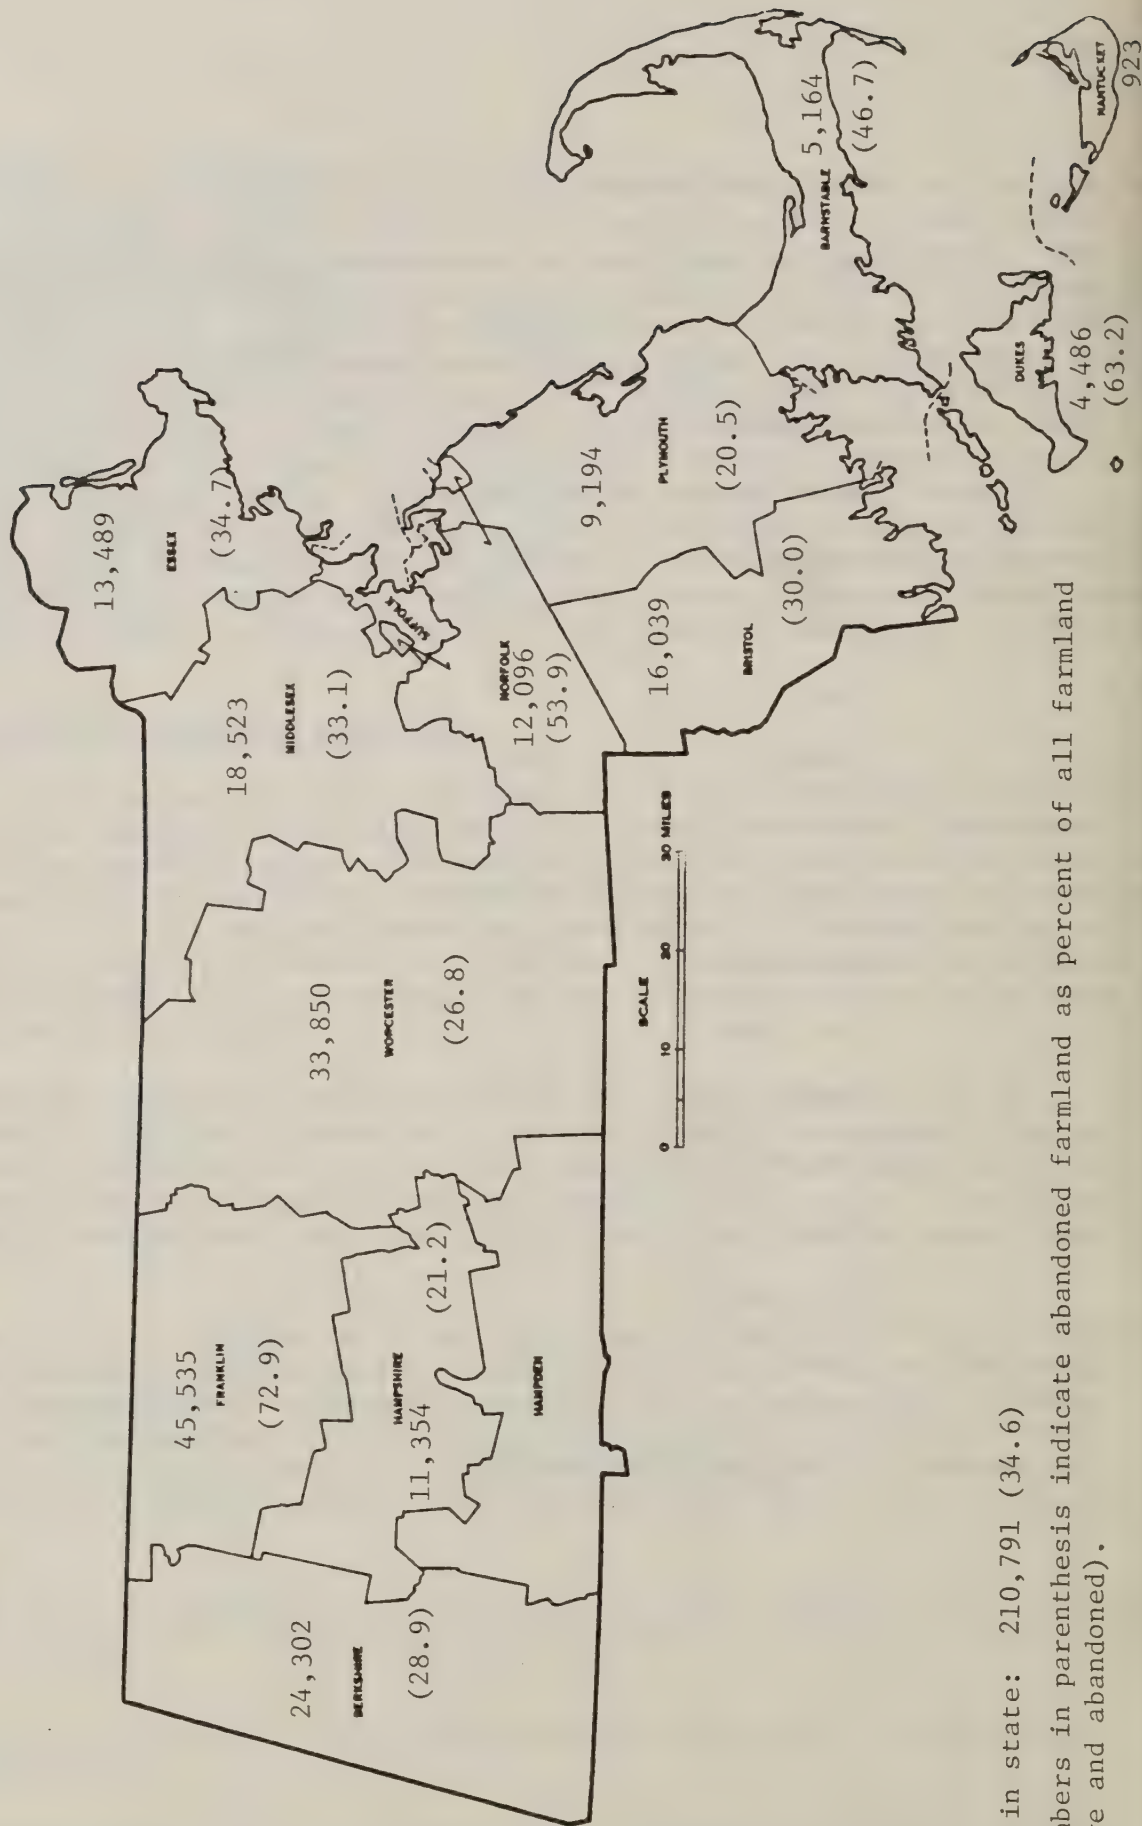 45,535
FRANKLIN
(72.9)
24,302
BERKSHIRE
(28.9)
HAMPSHIRE
11,354
(21.2)
HAMPDEN
33,850
WORCESTER
(26.8)
18,523
MIDDLESEX
(33.1)
13,489
ESSEX
(34.7)
SUFFOLK
NORFOLK
12,096
(53.9)
16,039
BRISTOL
(30.0)
9,194
PLYMOUTH
(20.5)
BARNSTABLE 5,164
(46.7)
DUKES
4,486
(63.2)
NANTUCKET
923
SCALE
0 10 20 30 MILES
in state: 210,791 (34.6)
bers in parenthesis indicate abandoned farmland as percent of all farmland
e and abandoned).